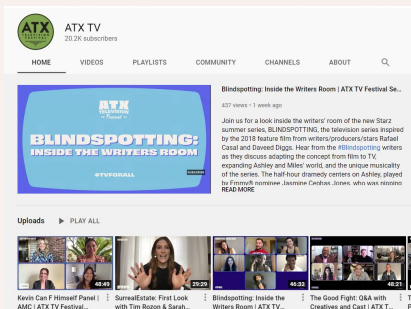 ATX
TELEVISION
FESTIVAL
ATX TV
20.2K subscribers
HOME VIDEOS PLAYLISTS COMMUNITY CHANNELS ABOUT
ATX
TELEVISION
Festival
BLINDSPOTTING:
INSIDE THE WRITERS ROOM
#TVFORALL
SUBSCRIBE
Blindspotting: Inside the Writers Room | ATX TV Festival Se...
437 views • 1 week ago
Join us for a look inside the writers' room of the new Starz
summer series, BLINDSPOTTING, the television series inspired
by the 2018 feature film from writers/producers/stars Rafael
Casal and Daveed Diggs. Hear from the #Blindspotting writers
as they discuss adapting the concept from film to TV,
expanding Ashley and Miles' world, and the unique musicality
of the series. The half-hour dramedy centers on Ashley, played
by Emmy® nominee Jasmine Cephas Jones, who was nipping
READ MORE
Uploads PLAY ALL
48:49
29:29
46:32
48:21
Kevin Can F Himself Panel |
AMC | ATX TV Festival...
SurrealEstate: First Look
with Tim Rozon & Sarah...
Blindspotting: Inside the
Writers Room | ATX TV...
The Good Fight: Q&A with
Creatives and Cast | ATX T...